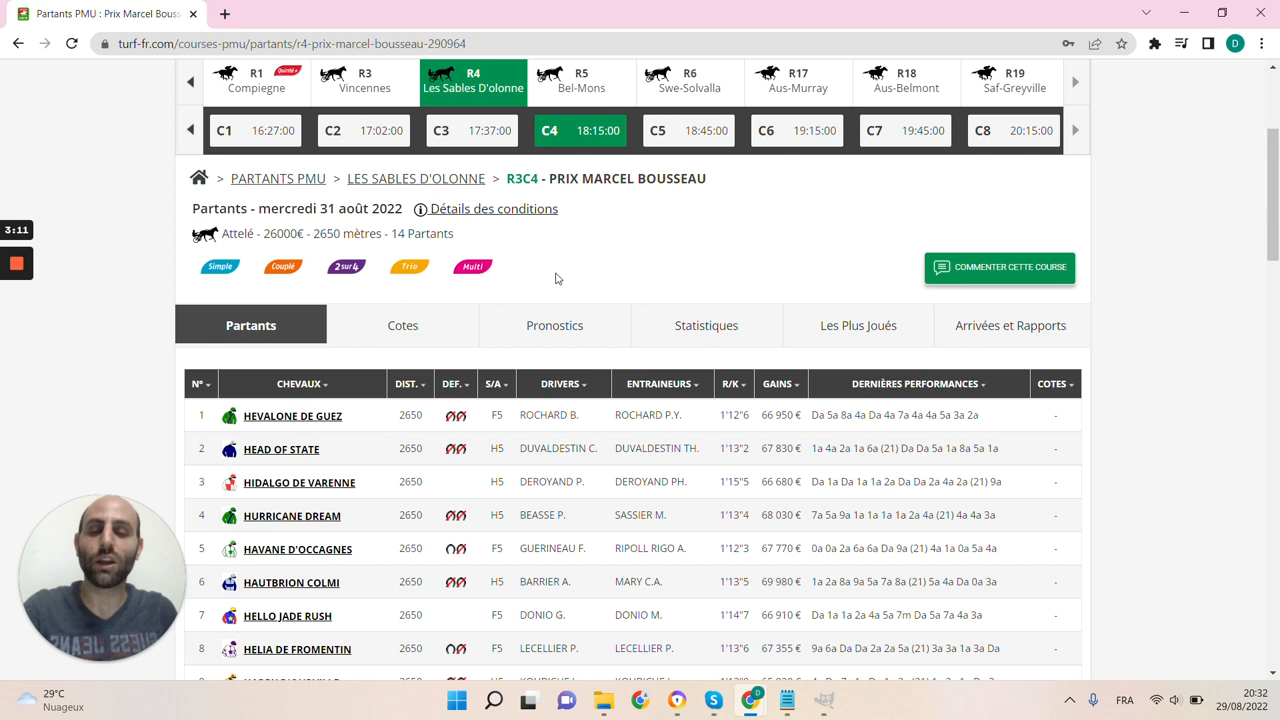 Partants PMU : Prix Marcel Bouss
turf-fr.com/courses-pmu/partants/r4-prix-marcel-bousseau-290964
D
R1 Quinté+ R3 R4 R5 R6 R17 R18 R19
Compiegne Vincennes Les Sables D'olonne Bel-Mons Swe-Solvalla Aus-Murray Aus-Belmont Saf-Greyville
C1 16:27:00 C2 17:02:00 C3 17:37:00 C4 18:15:00 C5 18:45:00 C6 19:15:00 C7 19:45:00 C8 20:15:00
> PARTANTS PMU > LES SABLES D'OLONNE > R3C4 - PRIX MARCEL BOUSSEAU
Partants - mercredi 31 août 2022 Détails des conditions
3:11
Attelé - 26000€ - 2650 mètres - 14 Partants
Simple Couplé 2 sur 4 Trio Multi COMMENTER CETTE COURSE
Partants Cotes Pronostics Statistiques Les Plus Joués Arrivées et Rapports
N° CHEVAUX DIST. DEF. S/A DRIVERS ENTRAINEURS R/K GAINS DERNIÈRES PERFORMANCES COTES
1 HEVALONE DE GUEZ 2650 F5 ROCHARD B. ROCHARD P.Y. 1'12"6 66 950 € Da 5a 8a 4a Da 4a 7a 4a 4a 5a 3a 2a -
2 HEAD OF STATE 2650 H5 DUVALDESTIN C. DUVALDESTIN TH. 1'13"2 67 830 € 1a 4a 2a 1a 6a (21) Da Da 5a 1a 8a 5a 1a -
3 HIDALGO DE VARENNE 2650 H5 DEROYAND P. DEROYAND PH. 1'15"5 66 680 € Da 1a Da 1a 1a 2a Da Da 2a 4a 2a (21) 9a -
4 HURRICANE DREAM 2650 H5 BEASSE P. SASSIER M. 1'13"4 68 030 € 7a 5a 9a 1a 1a 1a 1a 2a 4a (21) 4a 4a 3a -
5 HAVANE D'OCCAGNES 2650 F5 GUERINEAU F. RIPOLL RIGO A. 1'12"3 67 770 € 0a 0a 2a 6a 6a Da 9a (21) 4a 1a 0a 5a 4a -
6 HAUTBRION COLMI 2650 H5 BARRIER A. MARY C.A. 1'13"5 69 980 € 1a 2a 8a 9a 5a 7a 8a (21) 5a 4a Da 0a 3a -
7 HELLO JADE RUSH 2650 F5 DONIO G. DONIO M. 1'14"7 66 910 € Da 1a 1a 2a 4a 5a 7m Da 5a 7a 4a 3a -
8 HELIA DE FROMENTIN 2650 F5 LECELLIER P. LECELLIER P. 1'13"6 67 355 € 9a 6a Da Da 2a 2a 5a (21) 3a 3a 1a 3a Da -
29°C
Nuageux
FRA
20:32
29/08/2022